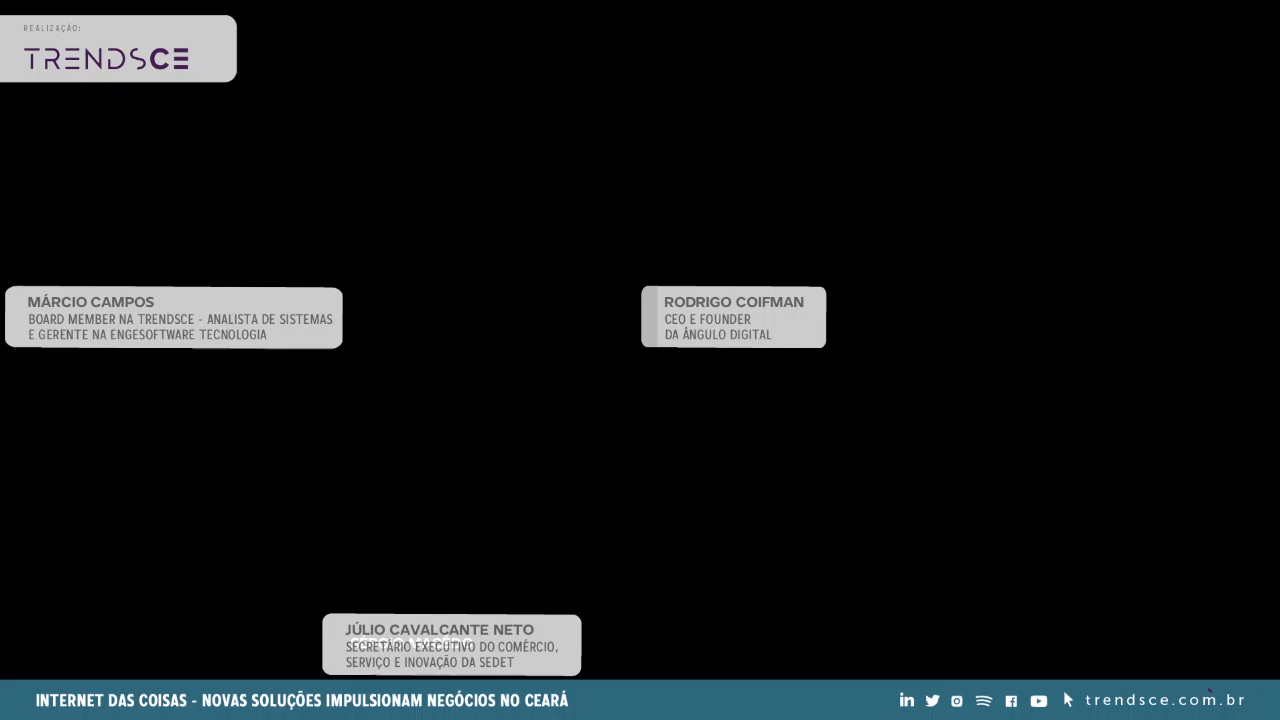 REALIZAÇÃO:
TRENDSCE
MÁRCIO CAMPOS
BOARD MEMBER NA TRENDSCE - ANALISTA DE SISTEMAS
E GERENTE NA ENGESOFTWARE TECNOLOGIA
RODRIGO COIFMAN
CEO E FOUNDER
DA ÂNGULO DIGITAL
JÚLIO CAVALCANTE NETO
SECRETÁRIO EXECUTIVO DO COMÉRCIO,
SERVIÇO E INOVAÇÃO DA SEDET
INTERNET DAS COISAS - NOVAS SOLUÇÕES IMPULSIONAM NEGÓCIOS NO CEARÁ
trendsce.com.br